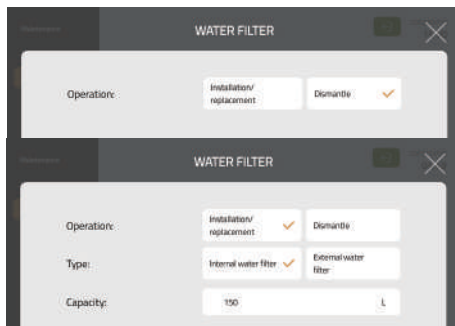 WATER FILTER
Operation:
Installation/
replacement
Dismantle
WATER FILTER
Operation:
Installation/
replacement
Dismantle
Type:
Internal water filter
External water
filter
Capacity:
150
L